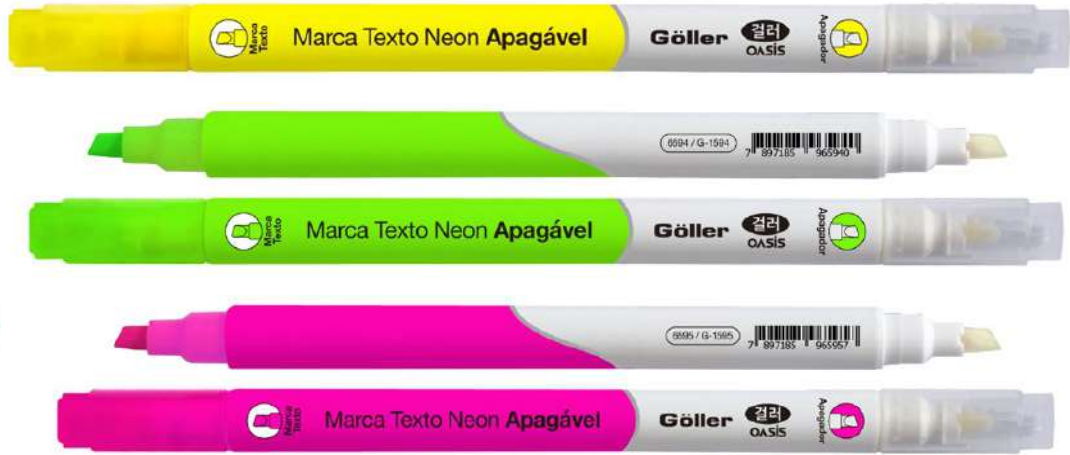 Marca
Texto
Marca Texto Neon Apagável
Göller
걸러
OASIS
Apagador
6594 / G-1594
7 897185 965940
Marca
Texto
Marca Texto Neon Apagável
Göller
걸러
OASIS
Apagador
6595 / G-1595
7 897185 965957
Marca
Texto
Marca Texto Neon Apagável
Göller
걸러
OASIS
Apagador